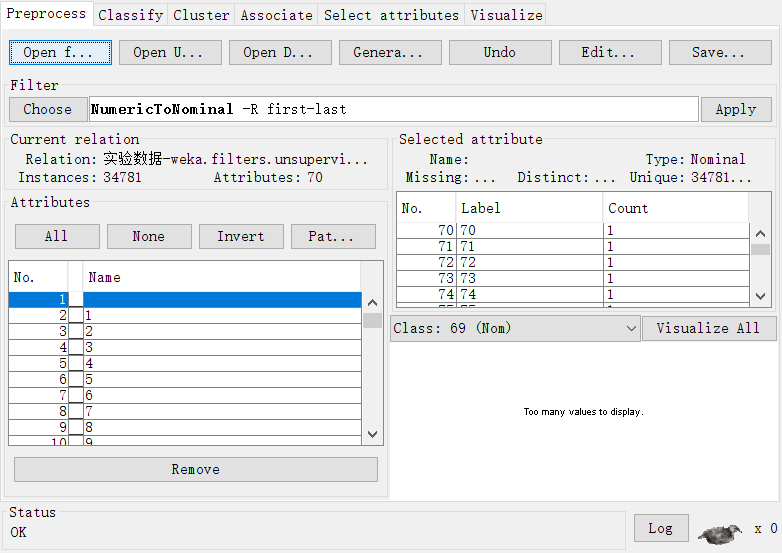 Preprocess Classify Cluster Associate Select attributes Visualize
Open f... Open U... Open D... Genera... Undo Edit... Save...
Filter
Choose NumericToNominal -R first-last Apply
Current relation
Relation: 实验数据-weka.filters.unsupervi...
Instances: 34781 Attributes: 70
Attributes
All None Invert Pat...
No. Name
1
2 1
3 2
4 3
5 4
6 5
7 6
8 7
9 8
10 9
Remove
Selected attribute
Name: Type: Nominal
Missing: ... Distinct: ... Unique: 34781...
No. Label Count
70 70 1
71 71 1
72 72 1
73 73 1
74 74 1
75 75 1
Class: 69 (Nom) Visualize All
Too many values to display.
Status
OK
Log x 0